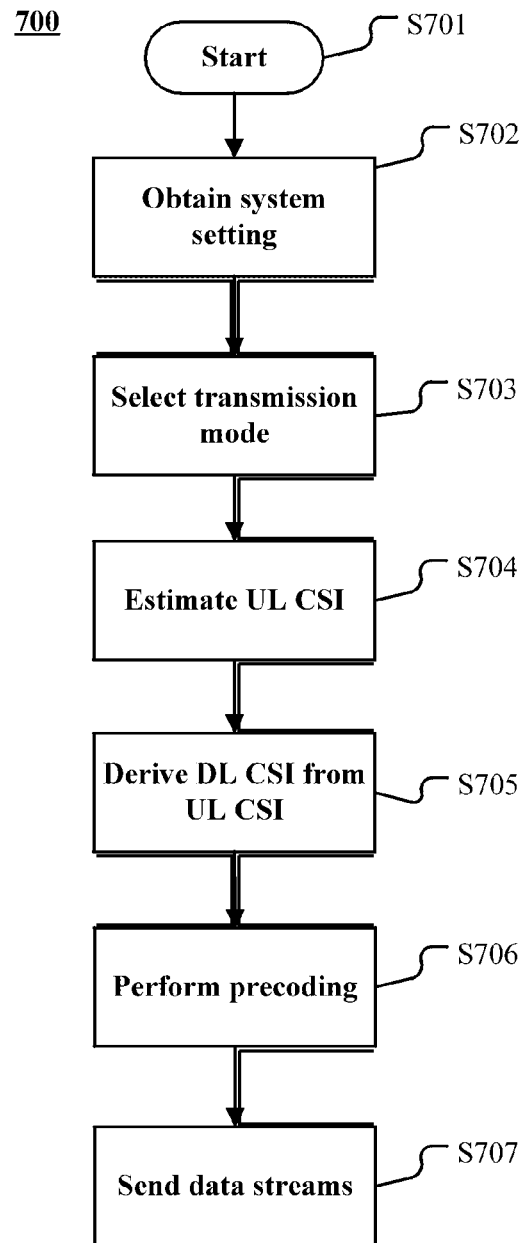 700
Start
S701
S702
Obtain system
setting
S703
Select transmission
mode
S704
Estimate UL CSI
Derive DL CSI from
UL CSI
S705
S706
Perform precoding
S707
Send data streams